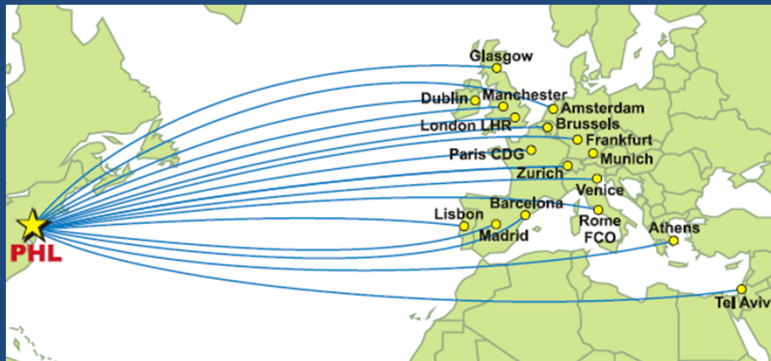 Glasgow
Dublin
Manchester
Amsterdam
London LHR
Brussels
Frankfurt
Paris CDG
Munich
Zurich
Venice
Barcelona
Lisbon
Madrid
Rome
FCO
Athens
PHL
Tel Aviv